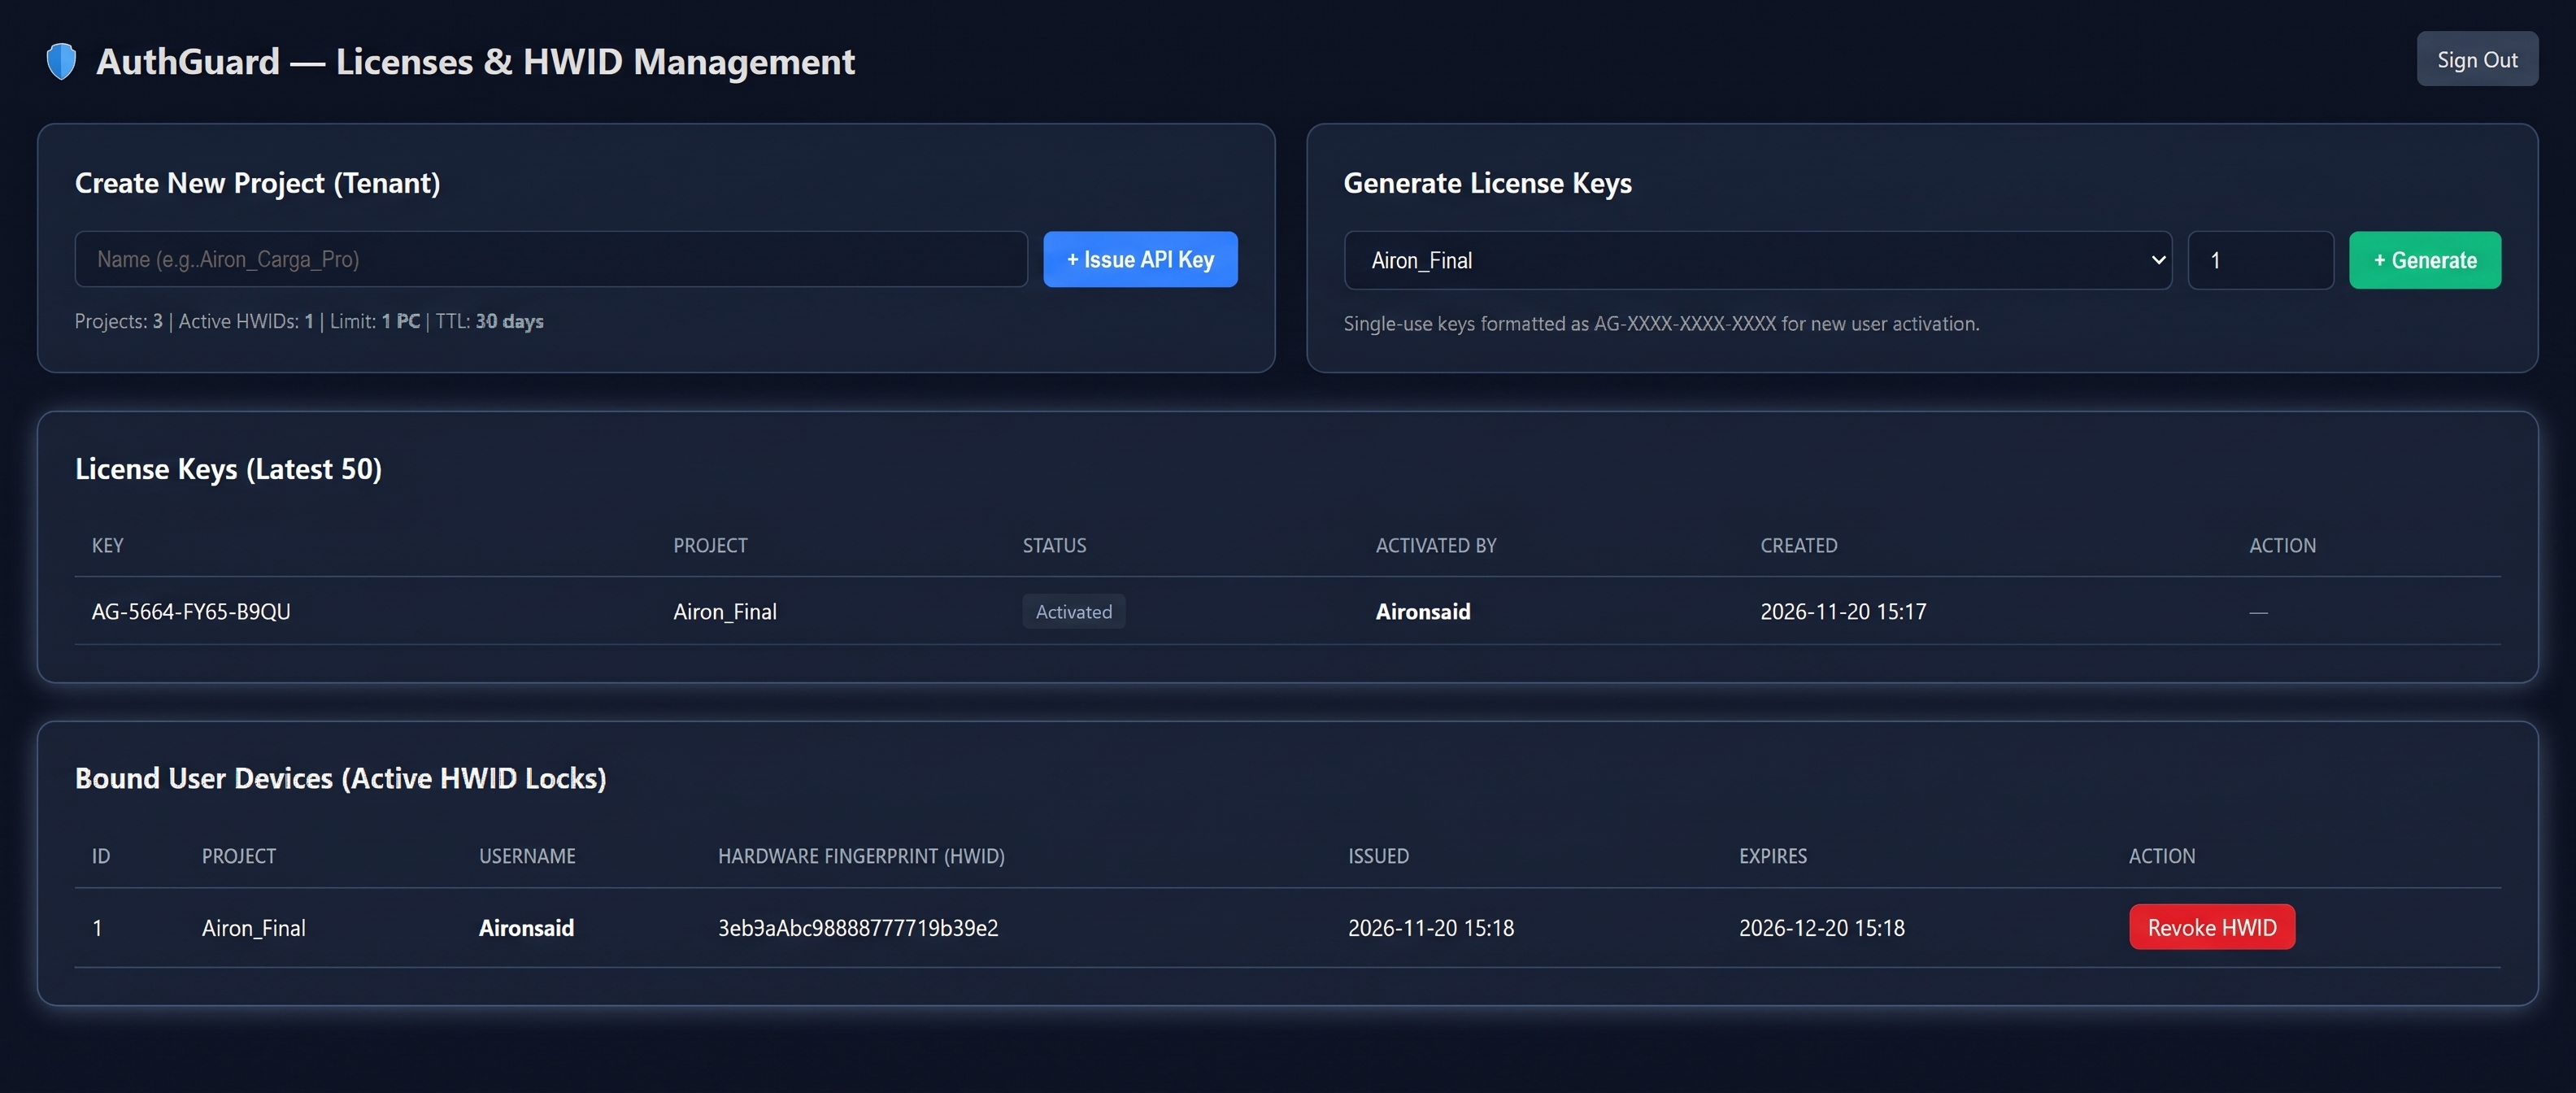 AuthGuard — Licenses & HWID Management
Sign Out
Create New Project (Tenant)
Name (e.g..Airon_Carga_Pro)
+ Issue API Key
Projects: 3 | Active HWIDs: 1 | Limit: 1 PC | TTL: 30 days
Generate License Keys
Airon_Final
1
+ Generate
Single-use keys formatted as AG-XXXX-XXXX-XXXX for new user activation.
License Keys (Latest 50)
KEY PROJECT STATUS ACTIVATED BY CREATED ACTION
AG-5664-FY65-B9QU Airon_Final Activated Aironsaid 2026-11-20 15:17 —
Bound User Devices (Active HWID Locks)
ID PROJECT USERNAME HARDWARE FINGERPRINT (HWID) ISSUED EXPIRES ACTION
1 Airon_Final Aironsaid 3eb3aAbc98888777719b39e2 2026-11-20 15:18 2026-12-20 15:18 Revoke HWID